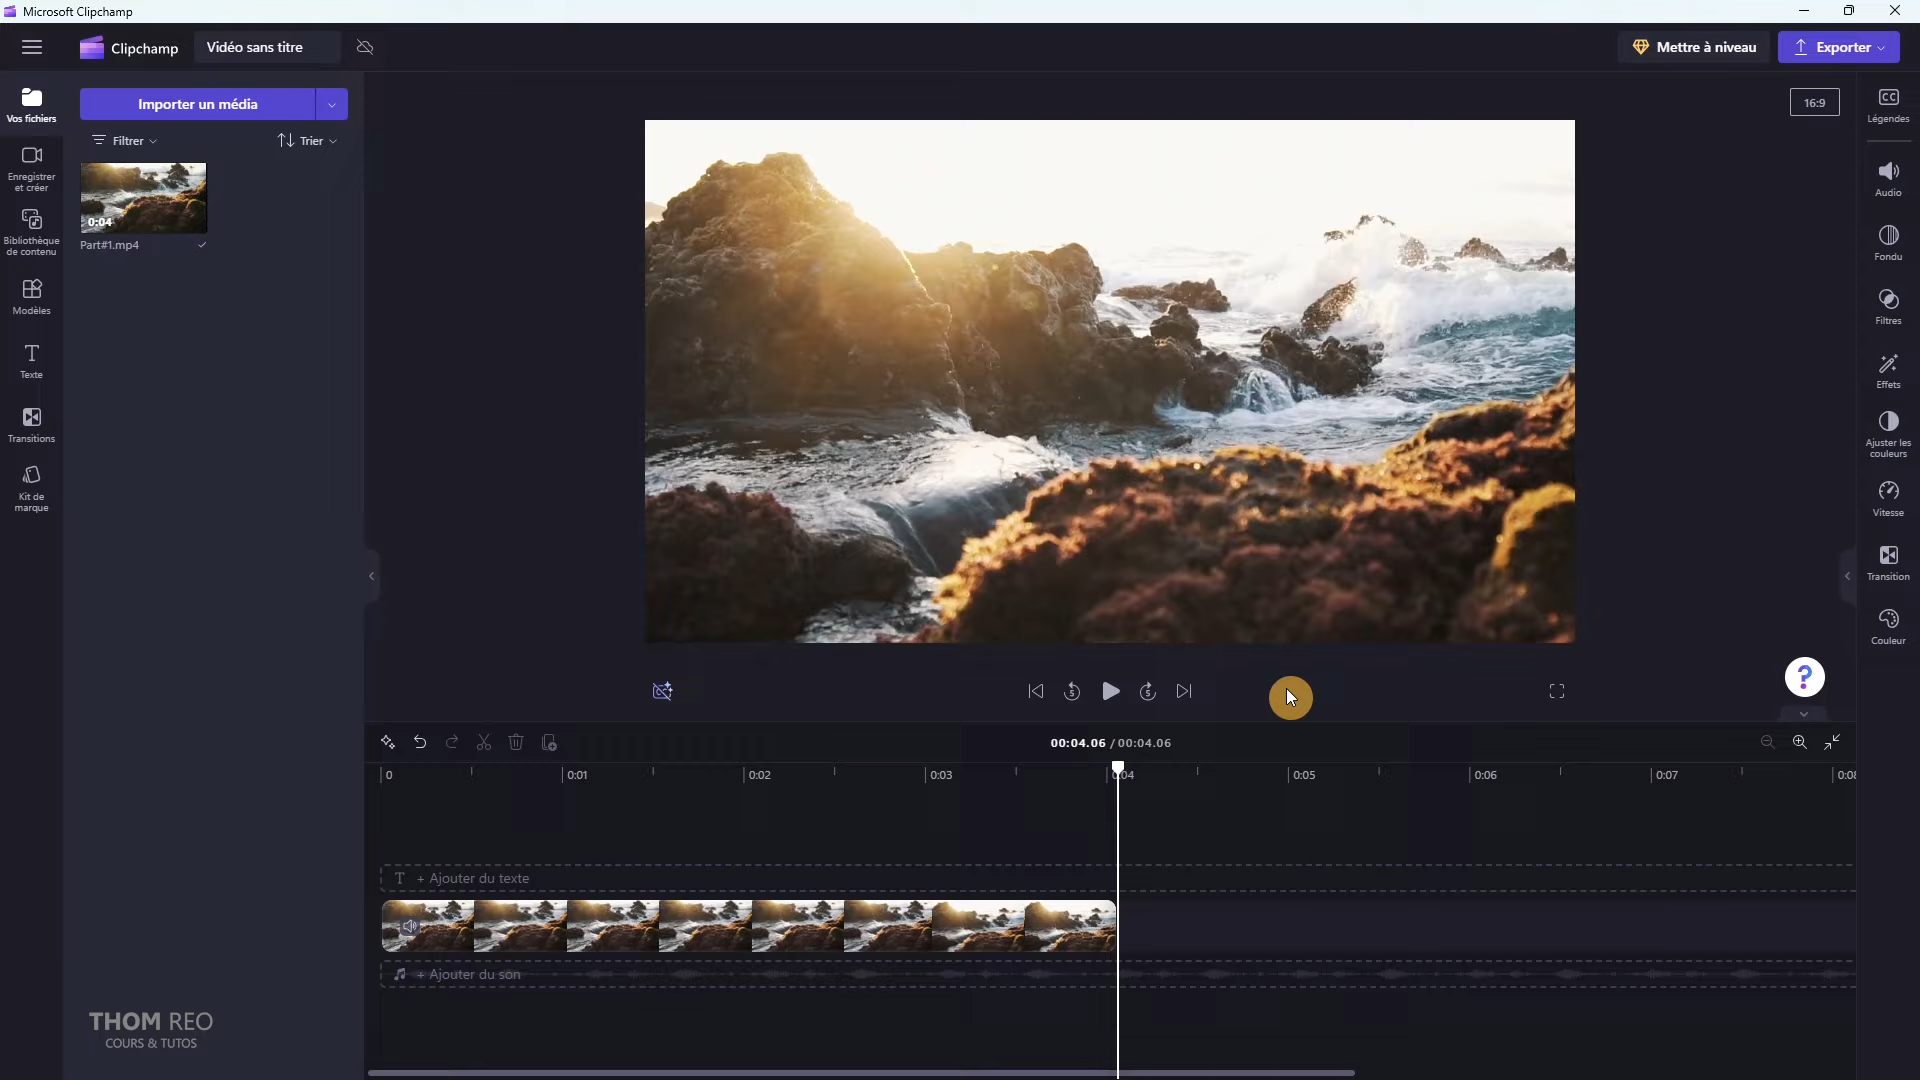 Microsoft Clipchamp
Clipchamp
Vidéo sans titre
Mettre à niveau
Exporter
Vos fichiers
Enregistrer
et créer
Bibliothèque
de contenu
Modèles
Texte
Transitions
Kit de
marque
Importer un média
Filtrer
Trier
0:04
Part#1.mp4
16:9
CC
Légendes
Audio
Fondu
Filtres
Effets
Ajuster les
couleurs
Vitesse
Transition
Couleur
5
5
?
00:04.06 / 00:04.06
0
0:01
0:02
0:03
0:04
0:05
0:06
0:07
0:08
T + Ajouter du texte
+ Ajouter du son
THOM REO
COURS & TUTOS